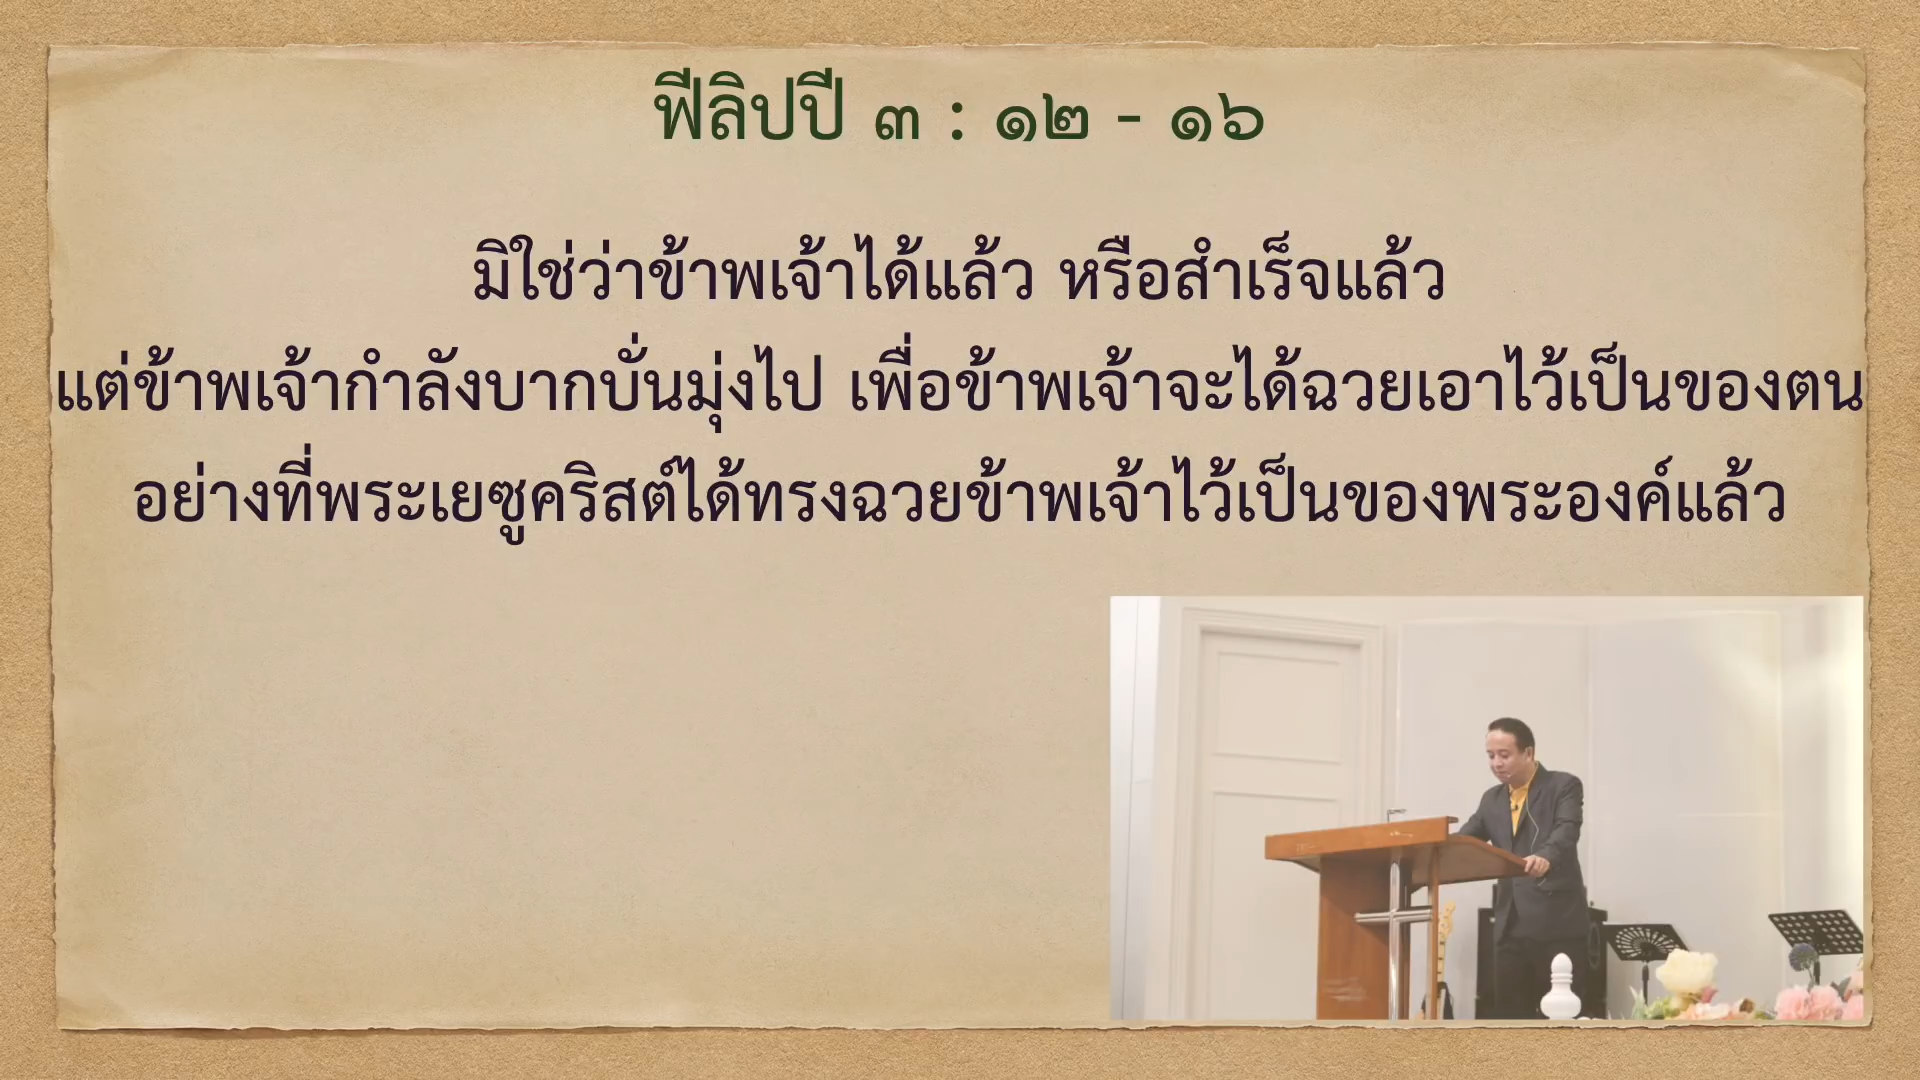 ฟีลิปปี ๓ : ๑๒ - ๑๖
มิใช่ว่าข้าพเจ้าได้แล้ว หรือสำเร็จแล้ว
แต่ข้าพเจ้ากำลังบากบั่นมุ่งไป เพื่อข้าพเจ้าจะได้ฉวยเอาไว้เป็นของตน
อย่างที่พระเยซูคริสต์ได้ทรงฉวยข้าพเจ้าไว้เป็นของพระองค์แล้ว